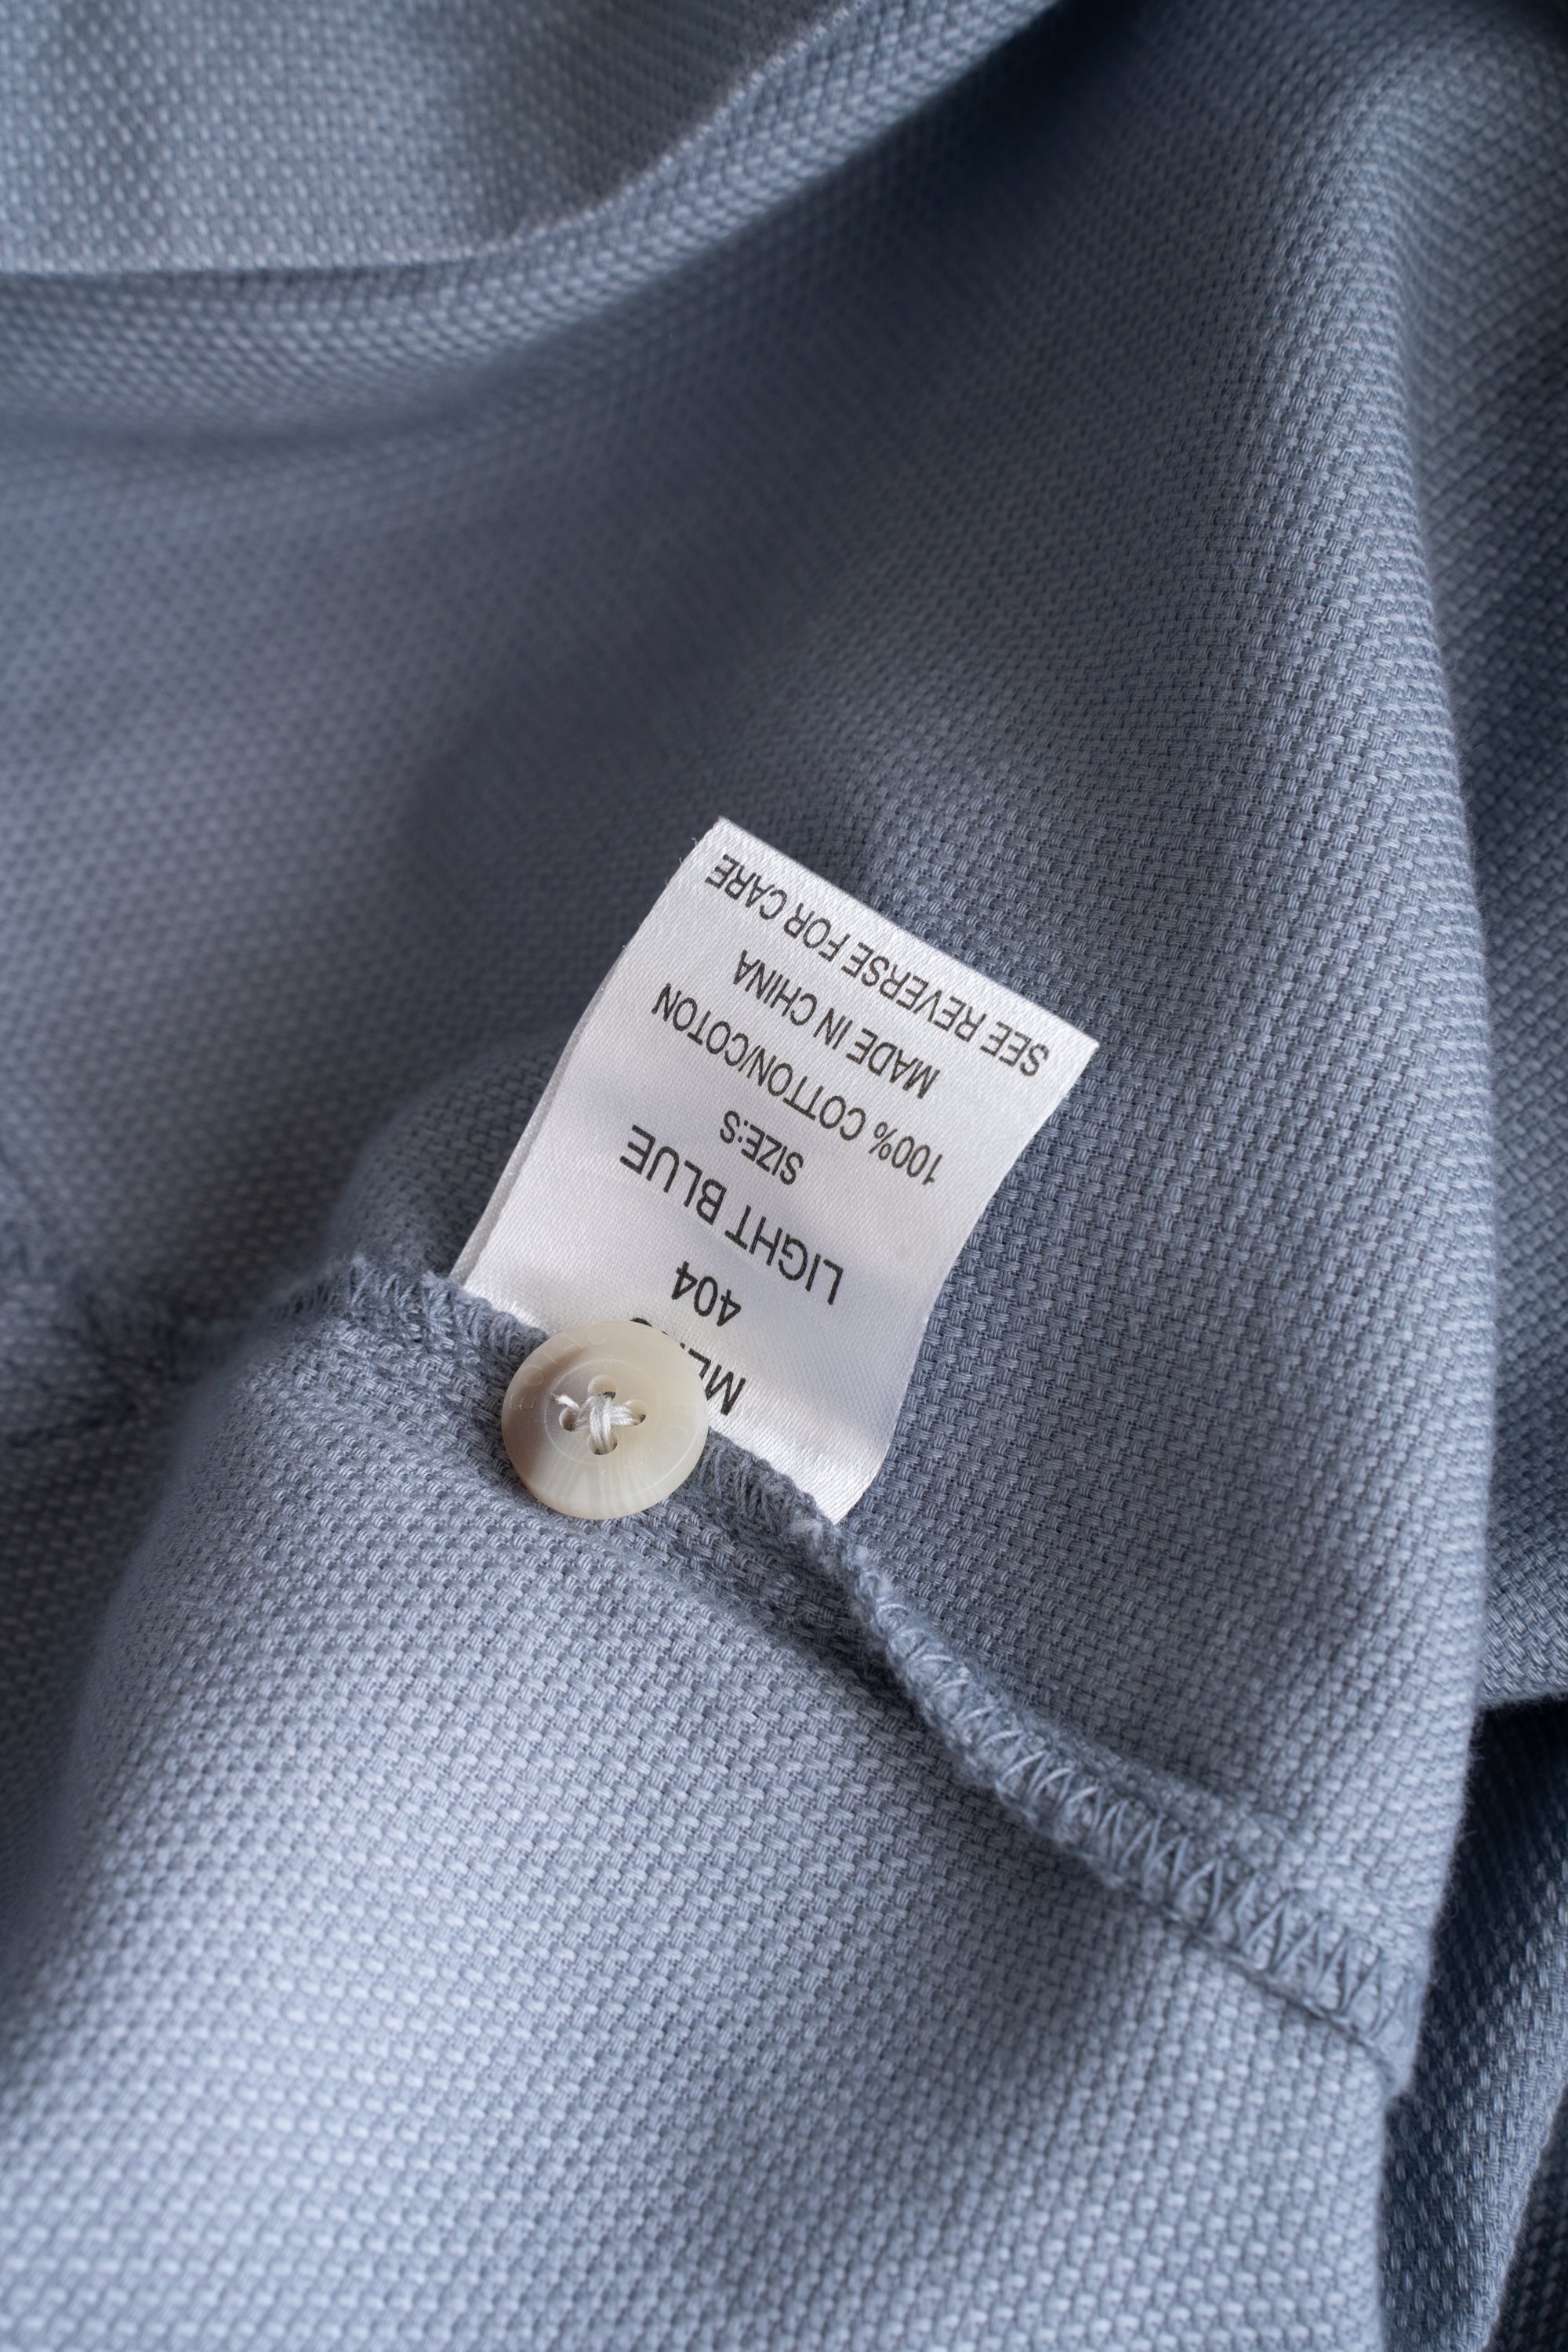 404
LIGHT BLUE
SIZE:S
100% COTTON/COTON
MADE IN CHINA
SEE REVERSE FOR CARE